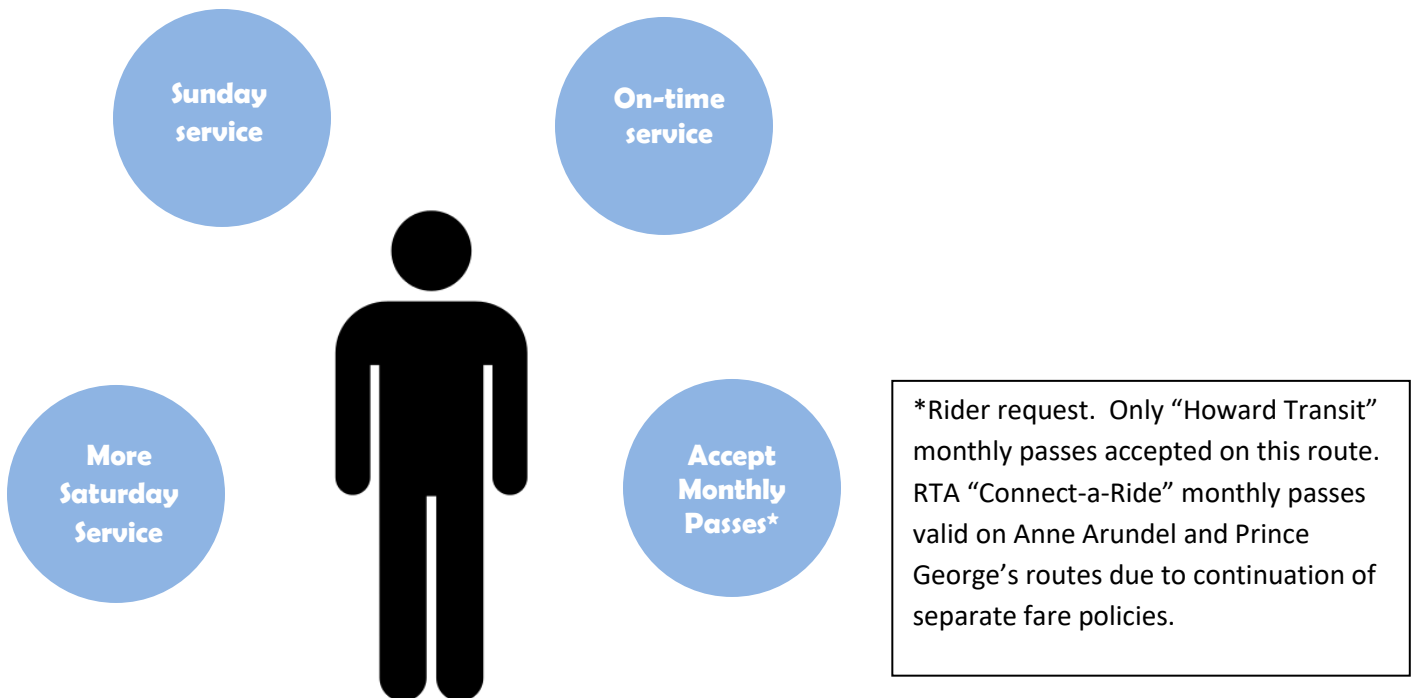 Sunday
service
On-time
service
More
Saturday
Service
Accept
Monthly
Passes*
*Rider request.  Only “Howard Transit”
monthly passes accepted on this route.
RTA “Connect-a-Ride” monthly passes
valid on Anne Arundel and Prince
George’s routes due to continuation of
separate fare policies.